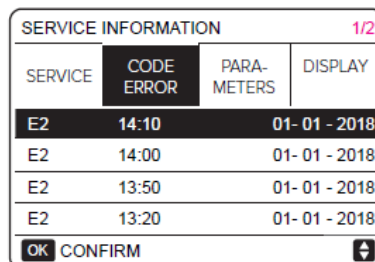 SERVICE INFORMATION 1/2
SERVICE CODE ERROR PARA-METERS DISPLAY
E2 14:10 01- 01 - 2018
E2 14:00 01- 01 - 2018
E2 13:50 01- 01 - 2018
E2 13:20 01- 01 - 2018
OK CONFIRM